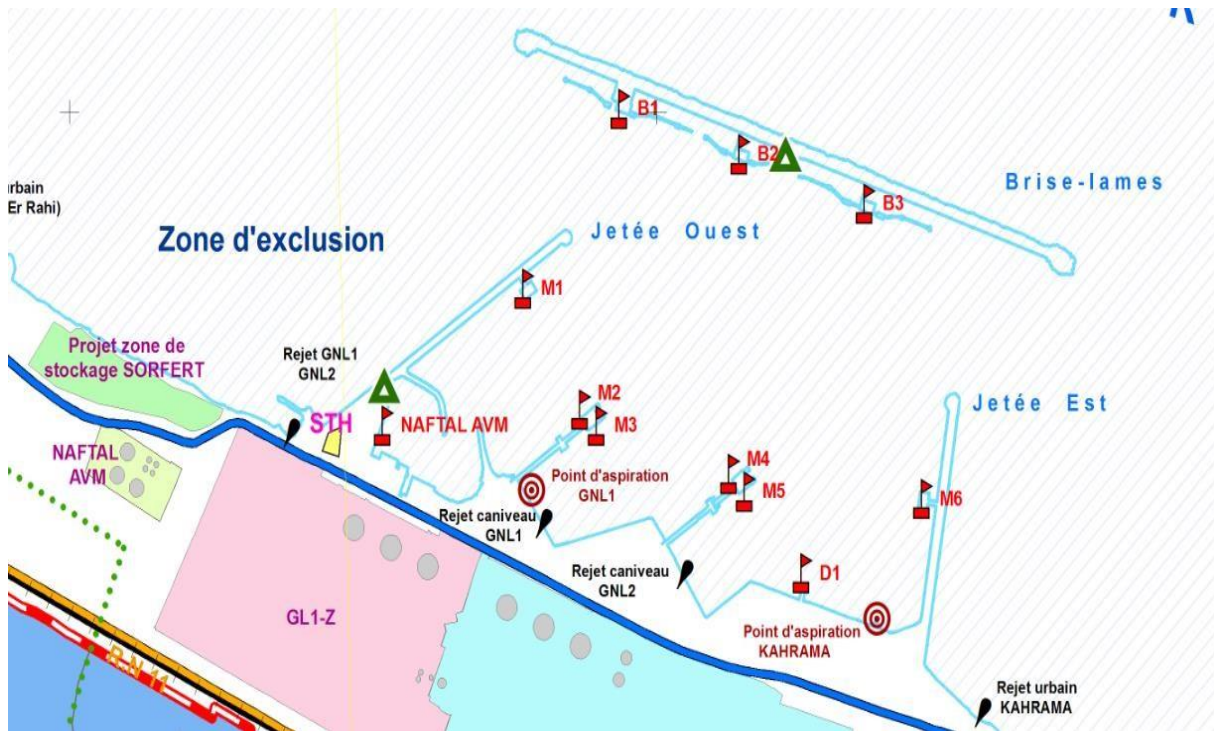 B1
B2
B3
Brise-lames
rbain
Er Rahi)
Zone d'exclusion
Jetée Ouest
M1
Projet zone de
stockage SORFERT
Rejet GNL1
GNL2
STH
NAFTAL AVM
M2
M3
Jetée Est
NAFTAL
AVM
Point d'aspiration
GNL1
M4
M5
M6
Rejet caniveau
GNL1
Rejet caniveau
GNL2
D1
GL1-Z
Point d'aspiration
KAHRAMA
R.N 11
Rejet urbain
KAHRAMA